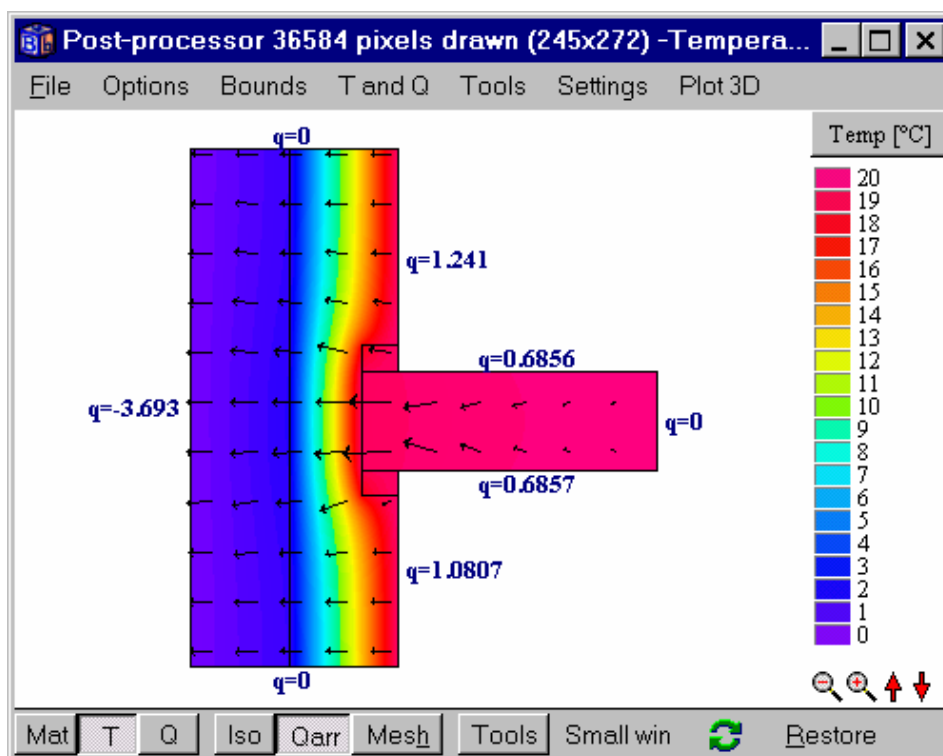 Post-processor 36584 pixels drawn (245x272) -Tempera...
File Options Bounds T and Q Tools Settings Plot 3D
Temp [°C]
q=0
20
19
18
17
16
15
14
13
12
11
10
9
8
7
6
5
4
3
2
1
0
q=1.241
q=0.6856
q=-3.693
q=0
q=0.6857
q=1.0807
q=0
Mat T Q Iso Qarr Mesh Tools Small win Restore